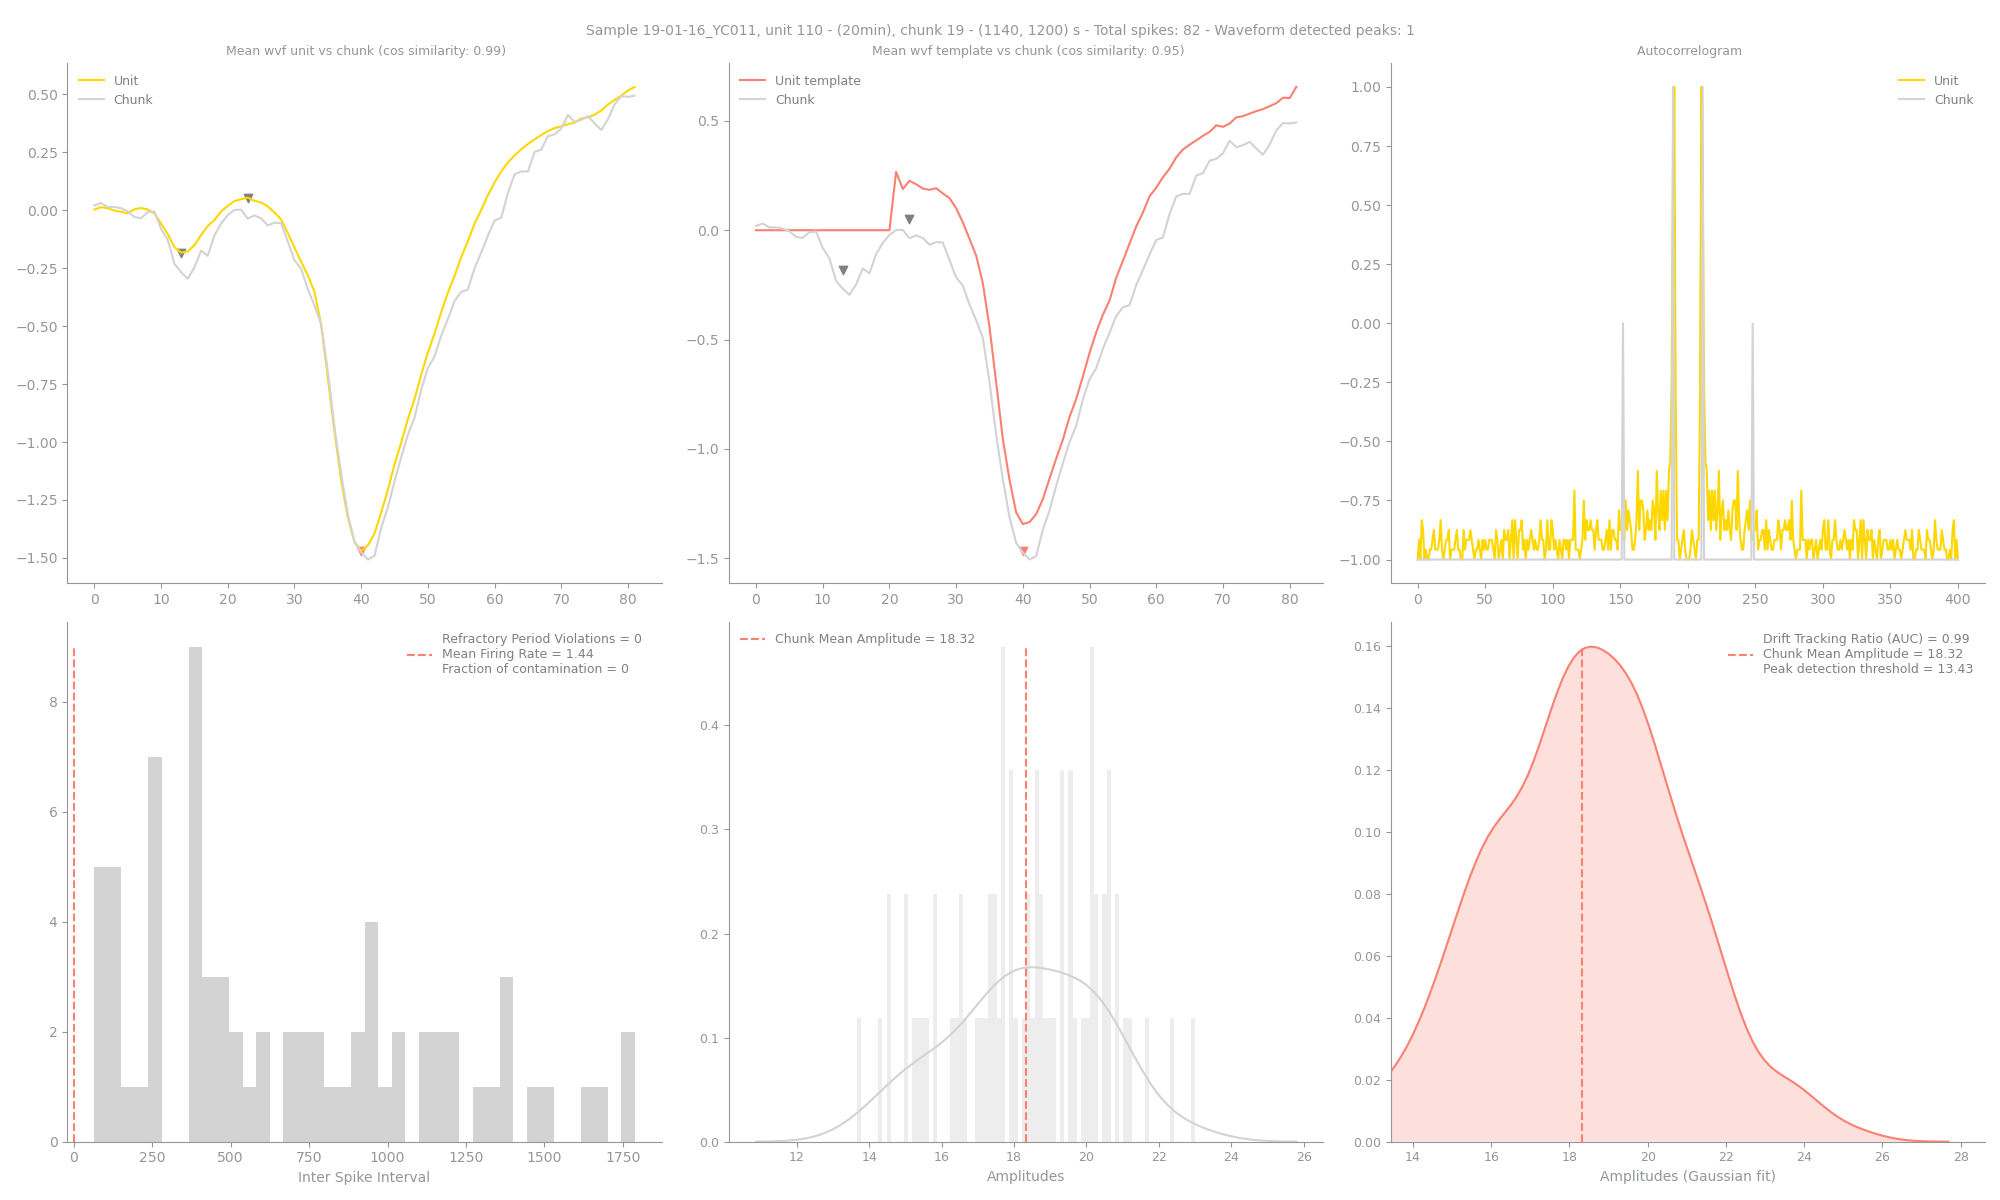 Sample 19-01-16_YC011, unit 110 - (20min), chunk 19 - (1140, 1200) s - Total spikes: 82 - Waveform detected peaks: 1
Mean wvf unit vs chunk (cos similarity: 0.99)
Unit
Chunk
0.50
0.25
0.00
−0.25
−0.50
−0.75
−1.00
−1.25
−1.50
0 10 20 30 40 50 60 70 80
Mean wvf template vs chunk (cos similarity: 0.95)
Unit template
Chunk
0.5
0.0
−0.5
−1.0
−1.5
0 10 20 30 40 50 60 70 80
Autocorrelogram
Unit
Chunk
1.00
0.75
0.50
0.25
0.00
−0.25
−0.50
−0.75
−1.00
0 50 100 150 200 250 300 350 400
Refractory Period Violations = 0
Mean Firing Rate = 1.44
Fraction of contamination = 0
8
6
4
2
0
0 250 500 750 1000 1250 1500 1750
Inter Spike Interval
Chunk Mean Amplitude = 18.32
0.4
0.3
0.2
0.1
0.0
12 14 16 18 20 22 24 26
Amplitudes
Drift Tracking Ratio (AUC) = 0.99
Chunk Mean Amplitude = 18.32
Peak detection threshold = 13.43
0.16
0.14
0.12
0.10
0.08
0.06
0.04
0.02
0.00
14 16 18 20 22 24 26 28
Amplitudes (Gaussian fit)